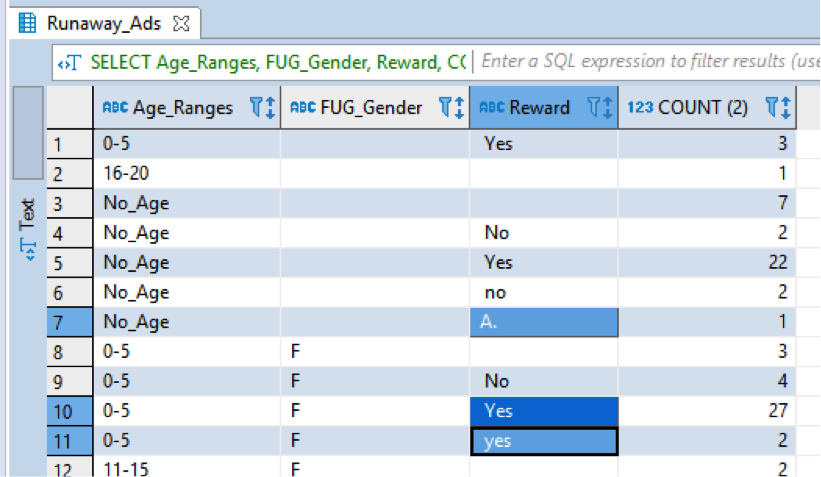 Runaway_Ads
SELECT Age_Ranges, FUG_Gender, Reward, CO Enter a SQL expression to filter results (use
ABC Age_Ranges ABC FUG_Gender ABC Reward 123 COUNT (2)
1 0-5 Yes 3
2 16-20 1
3 No_Age 7
4 No_Age No 2
5 No_Age Yes 22
6 No_Age no 2
7 No_Age A. 1
8 0-5 F 3
9 0-5 F No 4
10 0-5 F Yes 27
11 0-5 F yes 2
12 11-15 F 2
Text